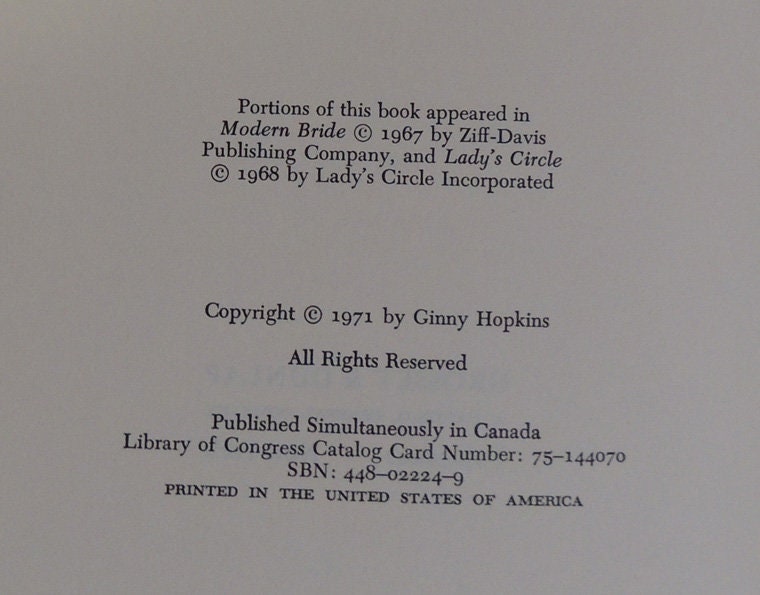 Portions of this book appeared in
Modern Bride © 1967 by Ziff-Davis
Publishing Company, and Lady's Circle
© 1968 by Lady's Circle Incorporated
Copyright © 1971 by Ginny Hopkins
All Rights Reserved
Published Simultaneously in Canada
Library of Congress Catalog Card Number: 75–144070
SBN: 448–02224–9
PRINTED IN THE UNITED STATES OF AMERICA